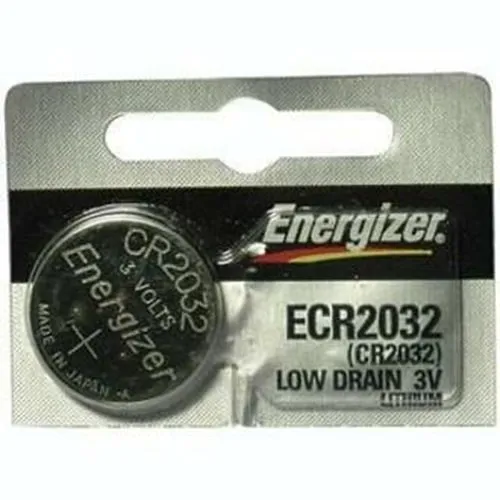 CR2032
3 VOLTS
Energizer
+
MADE IN JAPAN -A
Energizer.
ECR2032
(CR2032)
LOW DRAIN 3V
LITHIUM